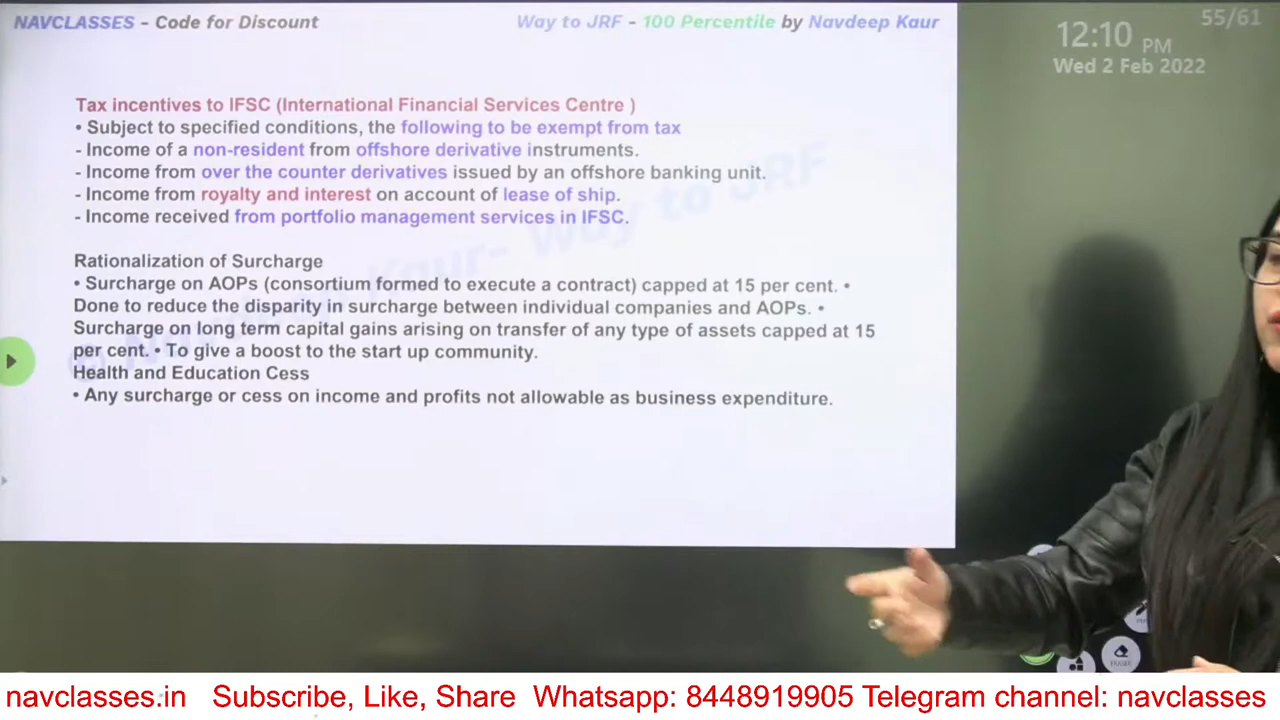 NAVCLASSES - Code for Discount
Way to JRF - 100 Percentile by Navdeep Kaur
55/61
12:10 PM
Wed 2 Feb 2022
Tax incentives to IFSC (International Financial Services Centre )
• Subject to specified conditions, the following to be exempt from tax
- Income of a non-resident from offshore derivative instruments.
- Income from over the counter derivatives issued by an offshore banking unit.
- Income from royalty and interest on account of lease of ship.
- Income received from portfolio management services in IFSC.
Rationalization of Surcharge
• Surcharge on AOPs (consortium formed to execute a contract) capped at 15 per cent. •
Done to reduce the disparity in surcharge between individual companies and AOPs. •
Surcharge on long term capital gains arising on transfer of any type of assets capped at 15
per cent. • To give a boost to the start up community.
Health and Education Cess
• Any surcharge or cess on income and profits not allowable as business expenditure.
Kaur- Way to JRF
ERASER
navclasses.in Subscribe, Like, Share Whatsapp: 8448919905 Telegram channel: navclasses